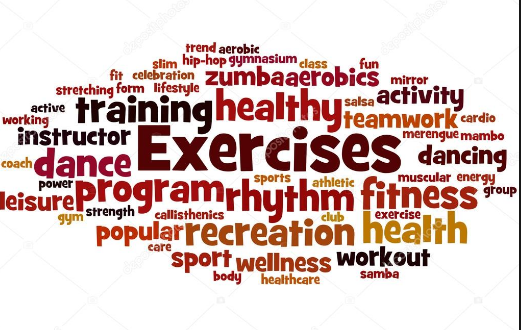 trend aerobic
slim hip-hop gymnasium class fun
fit celebration zumba aerobics mirror
stretching form lifestyle activity
active training healthy salsa
working teamwork cardio
instructor Exercises merengue mambo
coach dance dancing
sports muscular energy
power program rhythm athletic fitness group
leisure
gym strength callisthenics club exercise
popular recreation health
care
sport wellness workout
body healthcare samba